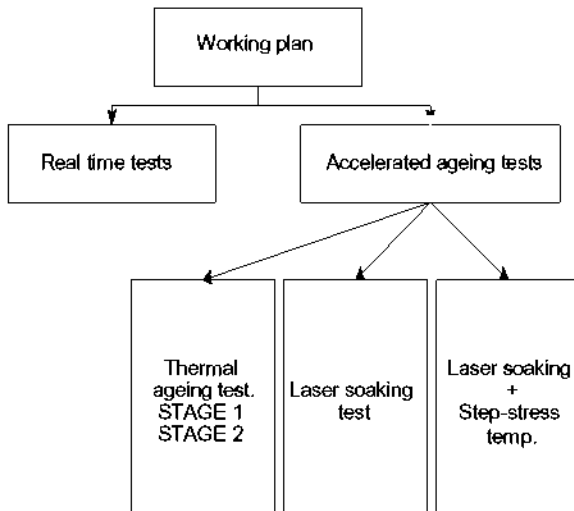 Working plan
Real time tests
Accelerated ageing tests
Thermal
ageing test.
STAGE 1
STAGE 2
Laser soaking
test
Laser soaking
+
Step-stress
temp.